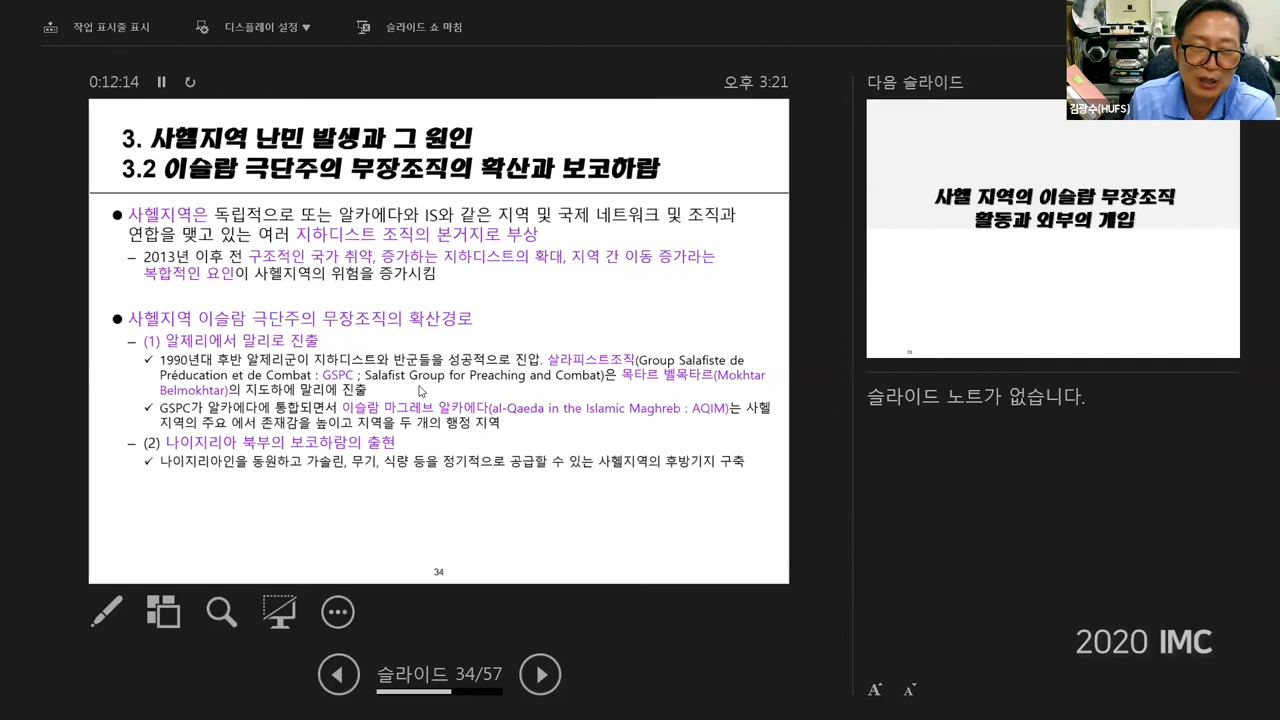 작업 표시줄 표시
디스플레이 설정 ▼
슬라이드 쇼 마침
김광수(HUFS)
0:12:14
오후 3:21
다음 슬라이드
3. 사헬지역 난민 발생과 그 원인
3.2 이슬람 극단주의 무장조직의 확산과 보코하람
● 사헬지역은 독립적으로 또는 알카에다와 IS와 같은 지역 및 국제 네트워크 및 조직과
연합을 맺고 있는 여러 지하디스트 조직의 본거지로 부상
– 2013년 이후 전 구조적인 국가 취약, 증가하는 지하디스트의 확대, 지역 간 이동 증가라는
복합적인 요인이 사헬지역의 위험을 증가시킴
● 사헬지역 이슬람 극단주의 무장조직의 확산경로
– (1) 알제리에서 말리로 진출
✓ 1990년대 후반 알제리군이 지하디스트와 반군들을 성공적으로 진압. 살라피스트조직(Group Salafiste de
Préducation et de Combat : GSPC ; Salafist Group for Preaching and Combat)은 목타르 벨목타르(Mokhtar
Belmokhtar)의 지도하에 말리에 진출
✓ GSPC가 알카에다에 통합되면서 이슬람 마그레브 알카에다(al-Qaeda in the Islamic Maghreb : AQIM)는 사헬
지역의 주요 에서 존재감을 높이고 지역을 두 개의 행정 지역
– (2) 나이지리아 북부의 보코하람의 출현
✓ 나이지리아인을 동원하고 가솔린, 무기, 식량 등을 정기적으로 공급할 수 있는 사헬지역의 후방기지 구축
34
사헬 지역의 이슬람 무장조직
활동과 외부의 개입
35
슬라이드 노트가 없습니다.
슬라이드 34/57
2020 IMC
A A